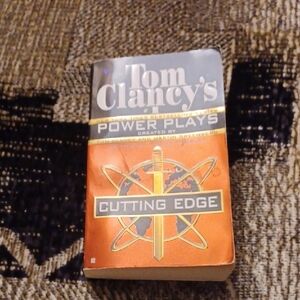 Tom
Clancy's
POWER PLAYS
CREATED BY
CUTTING EDGE